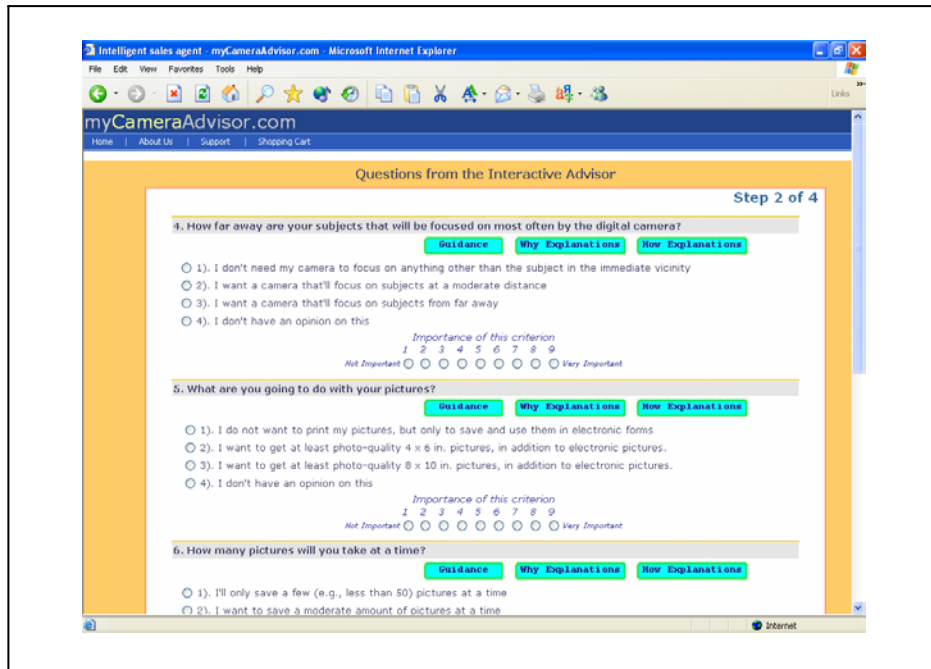 Intelligent sales agent - myCameraAdvisor.com - Microsoft Internet Explorer
File Edit View Favorites Tools Help
Links
myCameraAdvisor.com
Home | About Us | Support | Shopping Cart
Questions from the Interactive Advisor
Step 2 of 4
4. How far away are your subjects that will be focused on most often by the digital camera?
Guidance Why Explanations How Explanations
1). I don't need my camera to focus on anything other than the subject in the immediate vicinity
2). I want a camera that'll focus on subjects at a moderate distance
3). I want a camera that'll focus on subjects from far away
4). I don't have an opinion on this
Importance of this criterion
1 2 3 4 5 6 7 8 9
Not Important Very Important
5. What are you going to do with your pictures?
Guidance Why Explanations How Explanations
1). I do not want to print my pictures, but only to save and use them in electronic forms
2). I want to get at least photo-quality 4 x 6 in. pictures, in addition to electronic pictures.
3). I want to get at least photo-quality 8 x 10 in. pictures, in addition to electronic pictures.
4). I don't have an opinion on this
Importance of this criterion
1 2 3 4 5 6 7 8 9
Not Important Very Important
6. How many pictures will you take at a time?
Guidance Why Explanations How Explanations
1). I'll only save a few (e.g., less than 50) pictures at a time
2). I want to save a moderate amount of pictures at a time
Internet